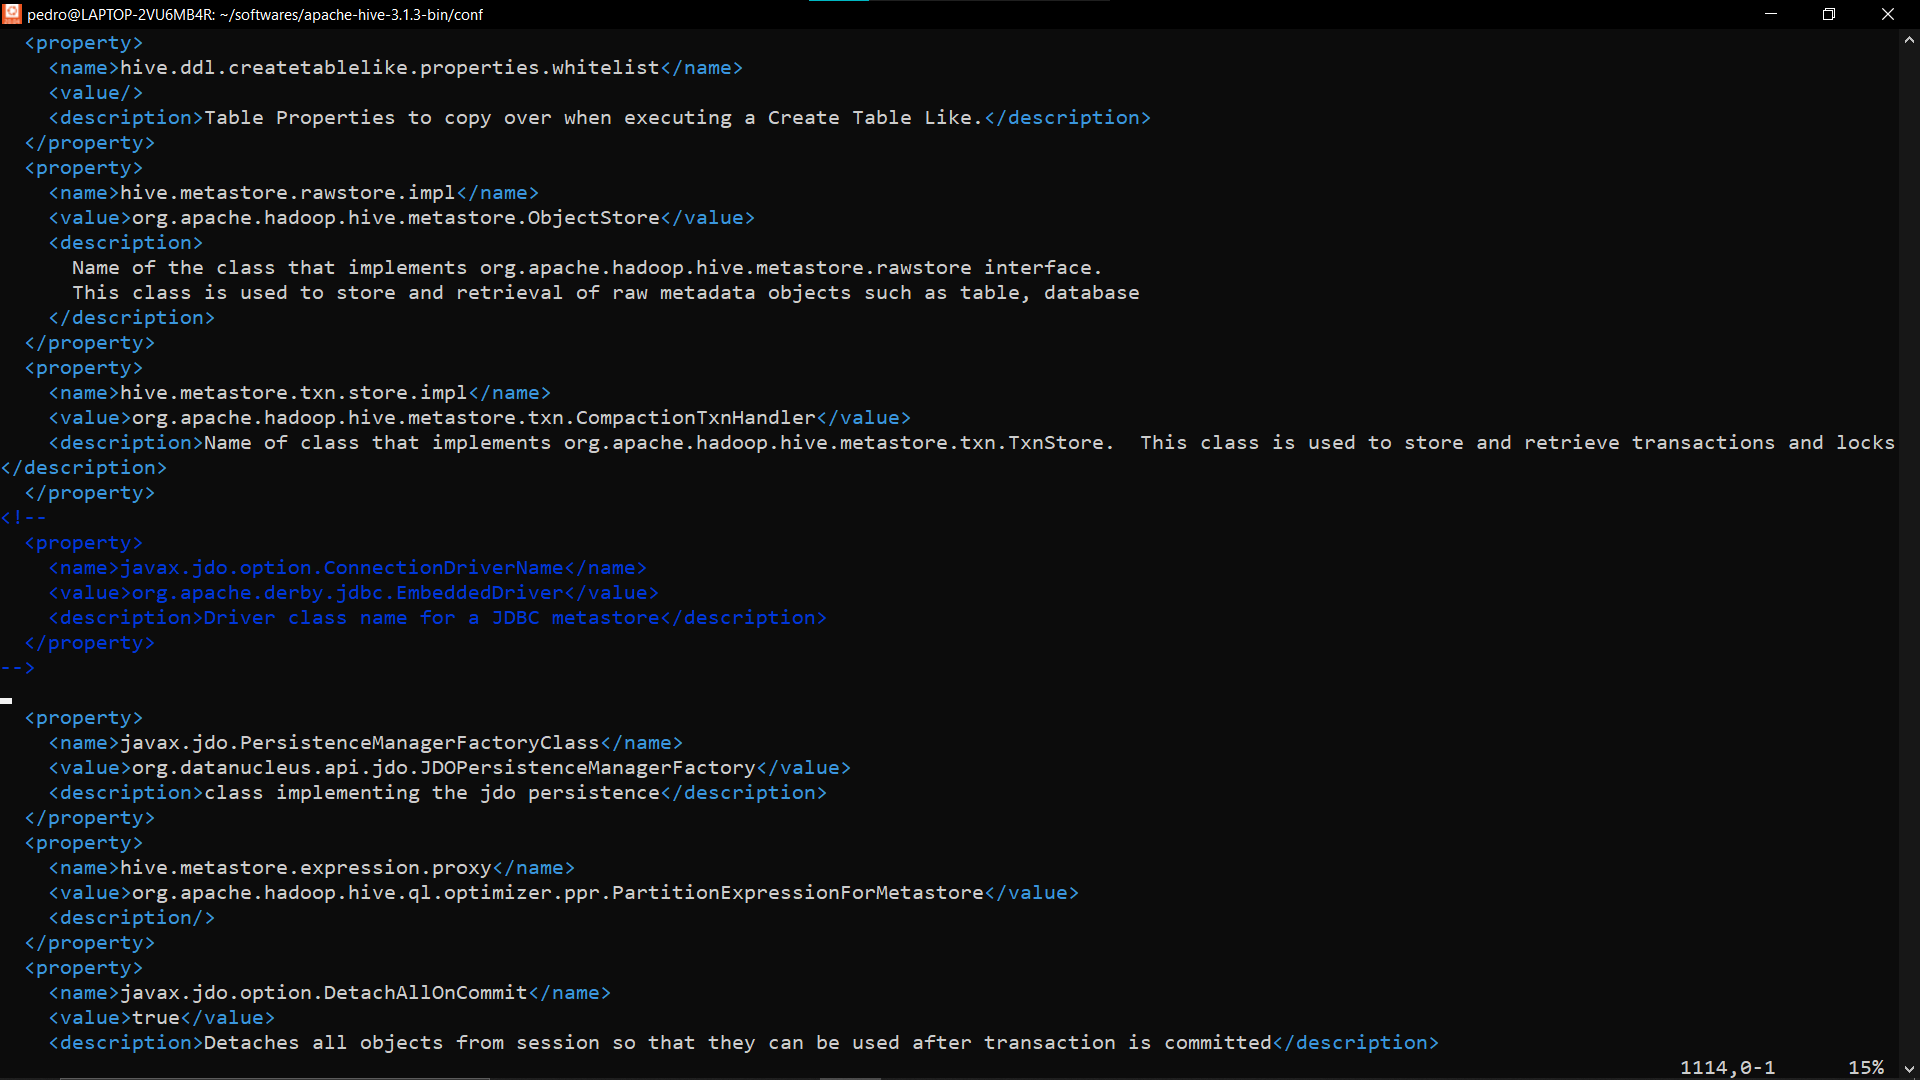 pedro@LAPTOP-2VU6MB4R: ~/softwares/apache-hive-3.1.3-bin/conf
  <property>
    <name>hive.ddl.createtablelike.properties.whitelist</name>
    <value/>
    <description>Table Properties to copy over when executing a Create Table Like.</description>
  </property>
  <property>
    <name>hive.metastore.rawstore.impl</name>
    <value>org.apache.hadoop.hive.metastore.ObjectStore</value>
    <description>
      Name of the class that implements org.apache.hadoop.hive.metastore.rawstore interface.
      This class is used to store and retrieval of raw metadata objects such as table, database
    </description>
  </property>
  <property>
    <name>hive.metastore.txn.store.impl</name>
    <value>org.apache.hadoop.hive.metastore.txn.CompactionTxnHandler</value>
    <description>Name of class that implements org.apache.hadoop.hive.metastore.txn.TxnStore.  This class is used to store and retrieve transactions and locks
</description>
  </property>
<!--
  <property>
    <name>javax.jdo.option.ConnectionDriverName</name>
    <value>org.apache.derby.jdbc.EmbeddedDriver</value>
    <description>Driver class name for a JDBC metastore</description>
  </property>
-->
  <property>
    <name>javax.jdo.PersistenceManagerFactoryClass</name>
    <value>org.datanucleus.api.jdo.JDOPersistenceManagerFactory</value>
    <description>class implementing the jdo persistence</description>
  </property>
  <property>
    <name>hive.metastore.expression.proxy</name>
    <value>org.apache.hadoop.hive.ql.optimizer.ppr.PartitionExpressionForMetastore</value>
    <description/>
  </property>
  <property>
    <name>javax.jdo.option.DetachAllOnCommit</name>
    <value>true</value>
    <description>Detaches all objects from session so that they can be used after transaction is committed</description>
1114,0-1      15%